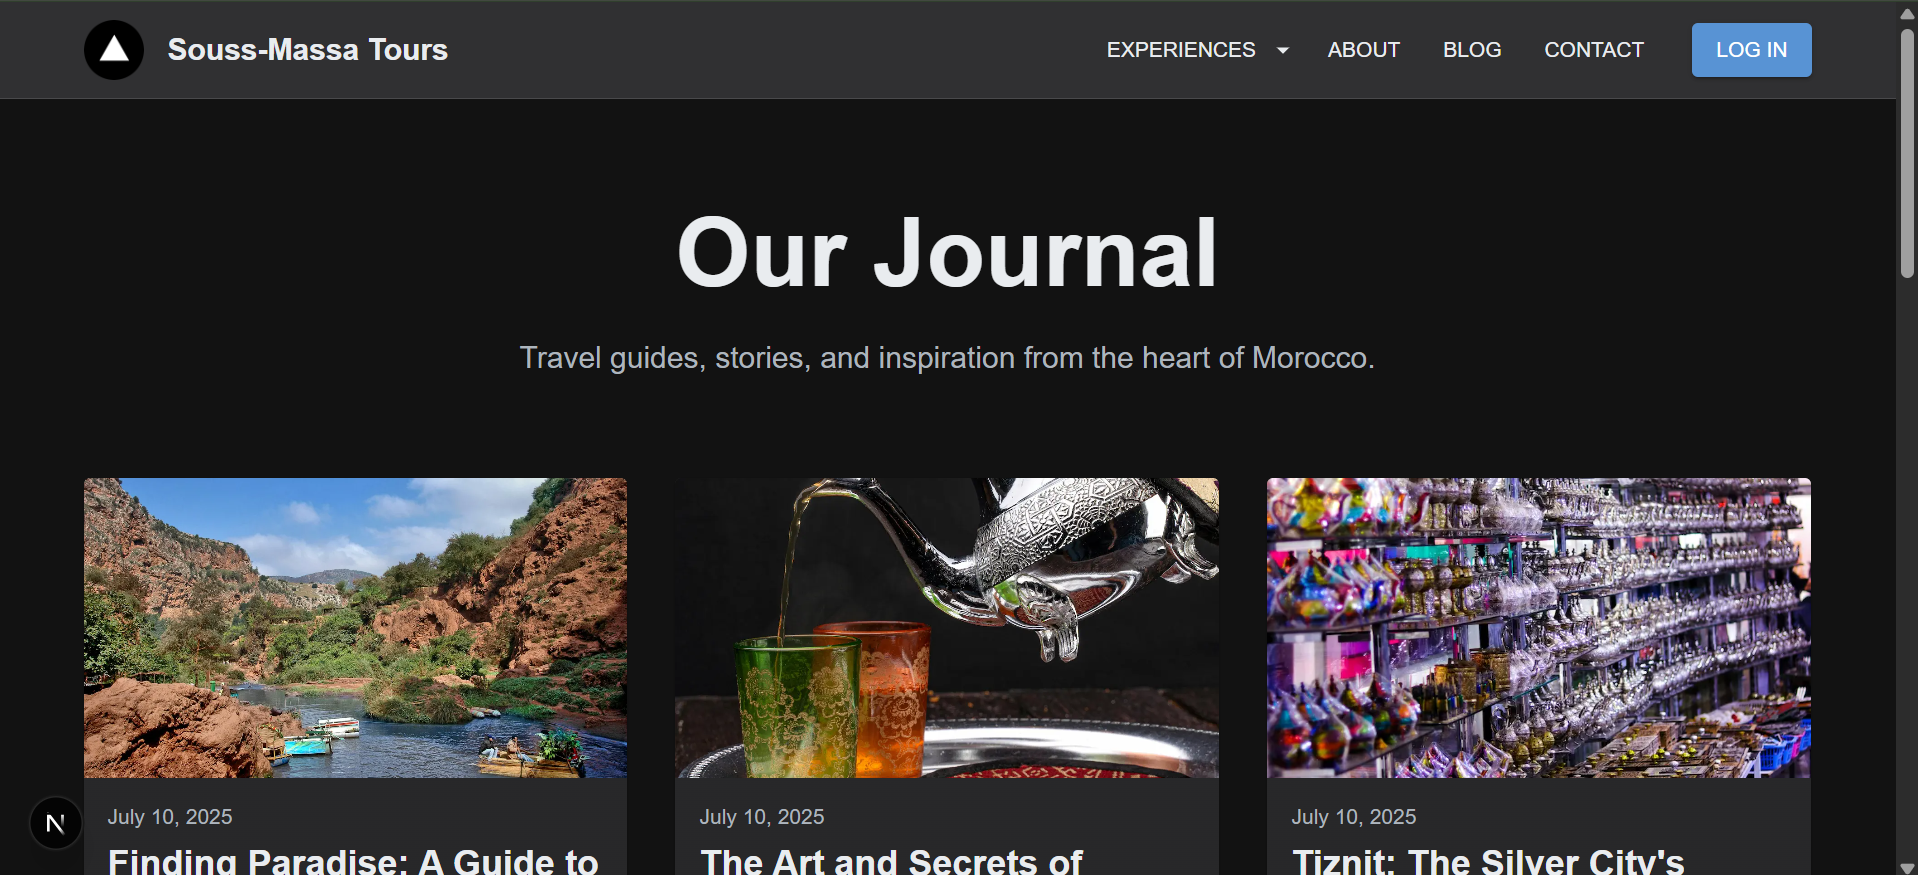 Souss-Massa Tours
EXPERIENCES ABOUT BLOG CONTACT LOG IN
Our Journal
Travel guides, stories, and inspiration from the heart of Morocco.
July 10, 2025
Finding Paradise: A Guide to
July 10, 2025
The Art and Secrets of
July 10, 2025
Tiznit: The Silver City's
N